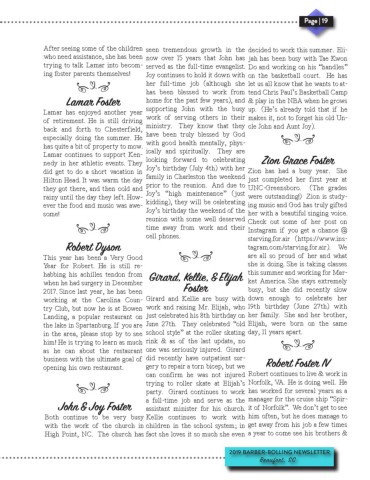 Page | 19
After seeing some of the children
who need assistance, she has been
trying to talk Lamar into becom-
ing foster parents themselves!
Lamar Foster
Lamar has enjoyed another year
of retirement. He is still driving
back and forth to Chesterfield,
especially doing the summer. He
has quite a bit of property to mow.
Lamar continues to support Ken-
nedy in her athletic events. They
did get to do a short vacation in
Hilton Head. It was warm the day
they got there, and then cold and
rainy until the day they left. How-
ever the food and music was awe-
some!
Robert Dyson
This year has been a Very Good
Year for Robert. He is still re-
habbing his achilles tendon from
when he had surgery in December
2017. Since last year, he has been
working at the Carolina Coun-
try Club, but now he is at Bowen
Landing, a popular restaurant on
the lake in Spartanburg. If you are
in the area, please stop by to see
him! He is trying to learn as much
as he can about the restaurant
business with the ultimate goal of
opening his own restaurant.
John & Joy Foster
Both continue to be very busy
with the work of the church in
High Point, NC. The church has
seen tremendous growth in the
now over 15 years that John has
served as the full-time evangelist.
Joy continues to hold it down with
her full-time job (although she
has been blessed to work from
home for the past few years), and
supporting John with the busy
work of serving others in their
ministry. They know that they
have been truly blessed by God
with good health mentally, phys-
ically and spiritually. They are
looking forward to celebrating
Joy's birthday (July 4th) with her
family in Charleston the weekend
prior to the reunion. And due to
Joy's "high maintenance" (just
kidding), they will be celebrating
Joy's birthday the weekend of the
reunion with some well deserved
time away from work and their
cell phones.
Girard, Kellie, & Elijah
Foster
Girard and Kellie are busy with
work and raising Mr. Elijah, who
just celebrated his 8th birthday on
June 27th. They celebrated "old
school style" at the roller skating
rink & as of the last update, no
one was seriously injured. Girard
did recently have outpatient sur-
gery to repair a torn bicep, but we
can confirm he was not injured
trying to roller skate at Elijah's
party. Girard continues to work
a full-time job and serve as the
assistant minister for his church.
Kellie continues to work with
children in the school system; in
fact she loves it so much she even
decided to work this summer. Eli-
jah has been busy with Tae Kwon
Do and working on his "handles"
on the basketball court. He has
let us all know that he wants to at-
tend Chris Paul's Basketball Camp
& play in the NBA when he grows
up. (He's already told that if he
makes it, not to forget his old Un-
cle John and Aunt Joy).
Zion Grace Foster
Zion has had a busy year. She
just completed her first year at
UNC-Greensboro. (The grades
were outstanding!) Zion is study-
ing music and God has truly gifted
her with a beautiful singing voice.
Check out some of her post on
Instagram if you get a chance @
starving.for.air (https://www.ins-
tagram.com/starving.for.air). We
are all so proud of her and what
she is doing. She is taking classes
this summer and working for Mar-
ket America. She stays extremely
busy, but she did recently slow
down enough to celebrate her
19th birthday (June 27th) with
her family. She and her brother,
Elijah, were born on the same
day, 11 years apart.
Robert Foster IV
Robert continues to live & work in
Norfolk, VA. He is doing well. He
has worked for several years as a
manager for the cruise ship "Spir-
it of Norfolk". We don't get to see
him often, but he does manage to
get away from his job a few times
a year to come see his brothers &
2019 BARBER-BOLLING NEWSLETTER
Beaufort, SC